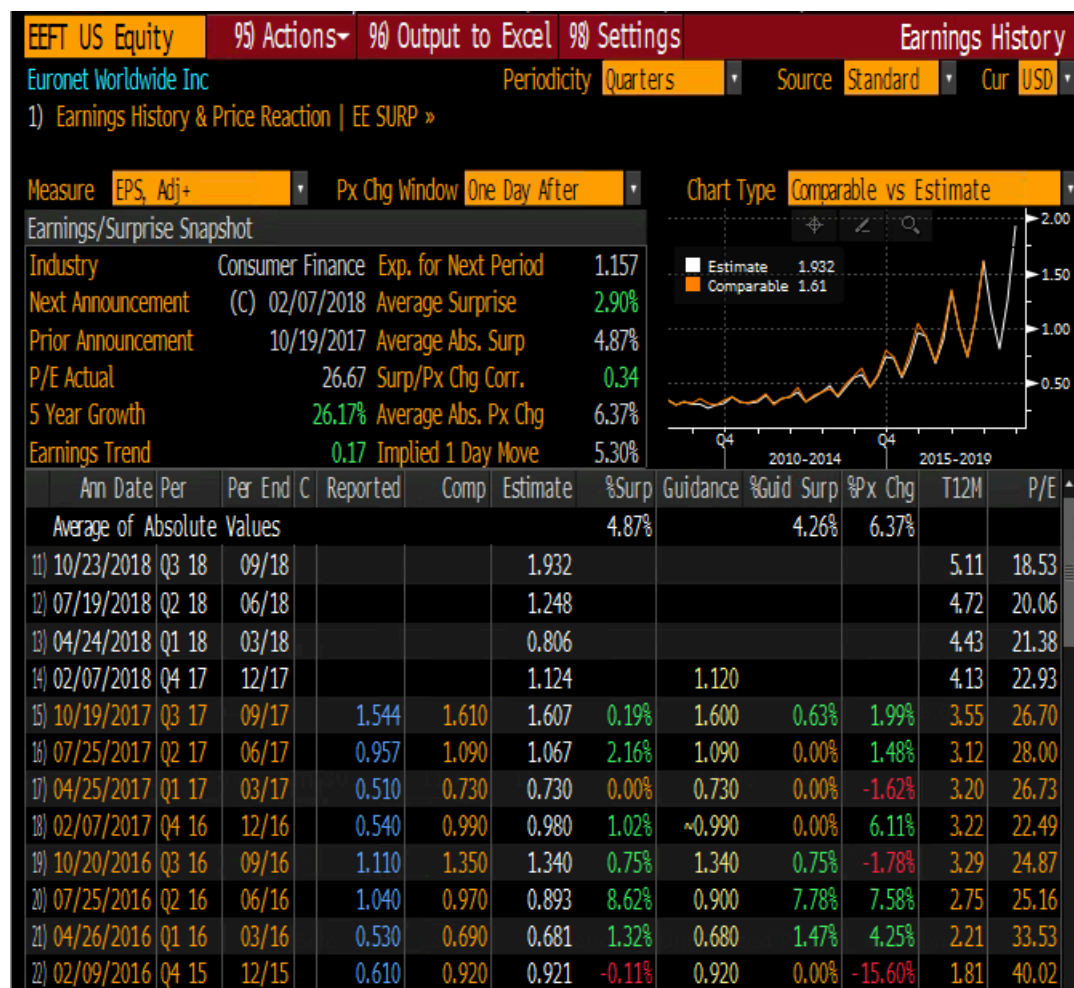 EEFT US Equity 95) Actions 96) Output to Excel 98) Settings Earnings History
Euronet Worldwide Inc Periodicity Quarters Source Standard Cur USD
1) Earnings History & Price Reaction | EE SURP »
Measure EPS, Adj+ Px Chg Window One Day After Chart Type Comparable vs Estimate
Earnings/Surprise Snapshot
Industry Consumer Finance Exp. for Next Period 1.157
Next Announcement (C) 02/07/2018 Average Surprise 2.90%
Prior Announcement 10/19/2017 Average Abs. Surp 4.87%
P/E Actual 26.67 Surp/Px Chg Corr. 0.34
5 Year Growth 26.17% Average Abs. Px Chg 6.37%
Earnings Trend 0.17 Implied 1 Day Move 5.30%
Estimate 1.932
Comparable 1.61
2.00
1.50
1.00
0.50
Q4 Q4
2010-2014 2015-2019
Ann Date Per Per End C Reported Comp Estimate %Surp Guidance %Guid Surp %Px Chg T12M P/E
Average of Absolute Values 4.87% 4.26% 6.37%
11) 10/23/2018 Q3 18 09/18 1.932 5.11 18.53
12) 07/19/2018 Q2 18 06/18 1.248 4.72 20.06
13) 04/24/2018 Q1 18 03/18 0.806 4.43 21.38
14) 02/07/2018 Q4 17 12/17 1.124 1.120 4.13 22.93
15) 10/19/2017 Q3 17 09/17 1.544 1.610 1.607 0.19% 1.600 0.63% 1.99% 3.55 26.70
16) 07/25/2017 Q2 17 06/17 0.957 1.090 1.067 2.16% 1.090 0.00% 1.48% 3.12 28.00
17) 04/25/2017 Q1 17 03/17 0.510 0.730 0.730 0.00% 0.730 0.00% -1.62% 3.20 26.73
18) 02/07/2017 Q4 16 12/16 0.540 0.990 0.980 1.02% ~0.990 0.00% 6.11% 3.22 22.49
19) 10/20/2016 Q3 16 09/16 1.110 1.350 1.340 0.75% 1.340 0.75% -1.78% 3.29 24.87
20) 07/25/2016 Q2 16 06/16 1.040 0.970 0.893 8.62% 0.900 7.78% 7.58% 2.75 25.16
21) 04/26/2016 Q1 16 03/16 0.530 0.690 0.681 1.32% 0.680 1.47% 4.25% 2.21 33.53
22) 02/09/2016 Q4 15 12/15 0.610 0.920 0.921 -0.11% 0.920 0.00% -15.60% 1.81 40.02